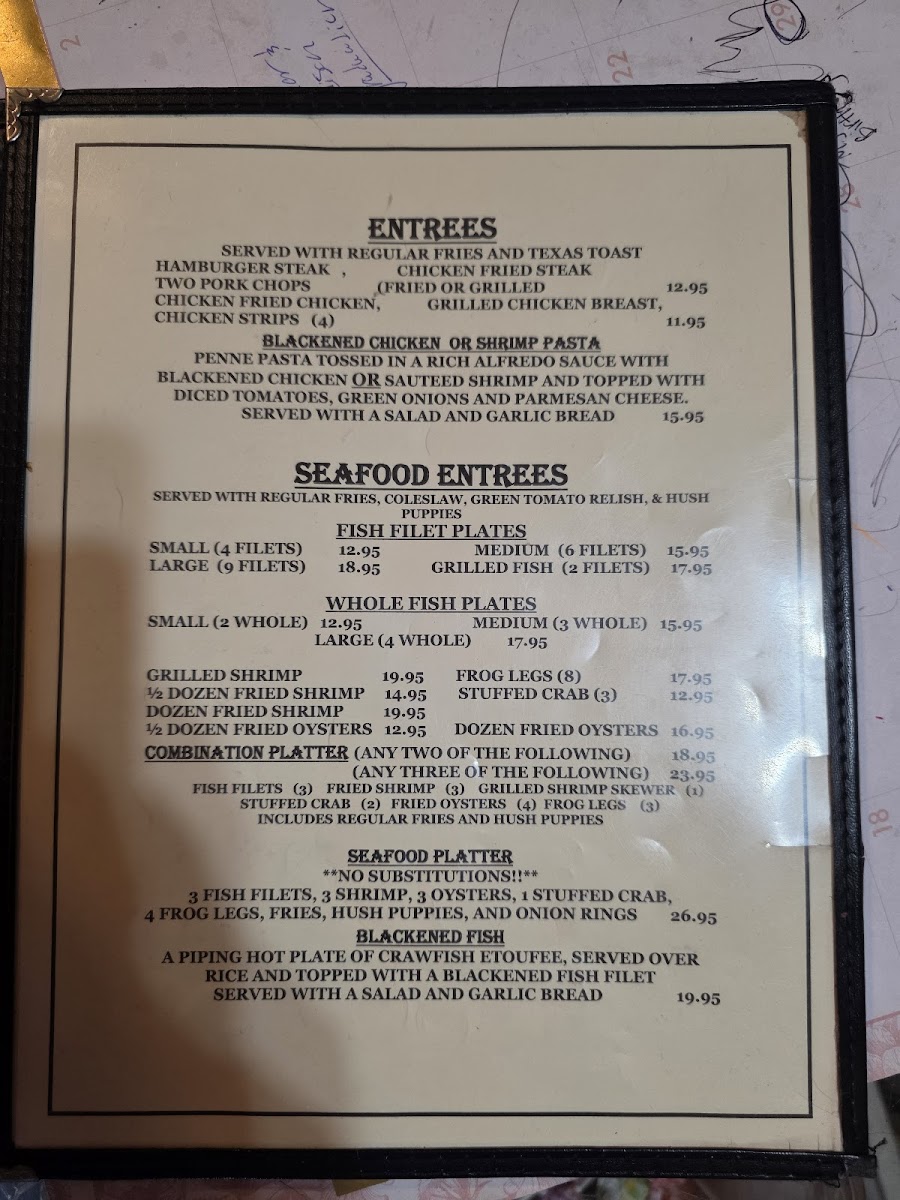 2
29
22
28
18
ENTREES
SERVED WITH REGULAR FRIES AND TEXAS TOAST
HAMBURGER STEAK , CHICKEN FRIED STEAK
TWO PORK CHOPS (FRIED OR GRILLED 12.95
CHICKEN FRIED CHICKEN, GRILLED CHICKEN BREAST,
CHICKEN STRIPS (4) 11.95
BLACKENED CHICKEN OR SHRIMP PASTA
PENNE PASTA TOSSED IN A RICH ALFREDO SAUCE WITH
BLACKENED CHICKEN OR SAUTEED SHRIMP AND TOPPED WITH
DICED TOMATOES, GREEN ONIONS AND PARMESAN CHEESE.
SERVED WITH A SALAD AND GARLIC BREAD 15.95
SEAFOOD ENTREES
SERVED WITH REGULAR FRIES, COLESLAW, GREEN TOMATO RELISH, & HUSH
PUPPIES
FISH FILET PLATES
SMALL (4 FILETS) 12.95 MEDIUM (6 FILETS) 15.95
LARGE (9 FILETS) 18.95 GRILLED FISH (2 FILETS) 17.95
WHOLE FISH PLATES
SMALL (2 WHOLE) 12.95 MEDIUM (3 WHOLE) 15.95
LARGE (4 WHOLE) 17.95
GRILLED SHRIMP 19.95 FROG LEGS (8) 17.95
½ DOZEN FRIED SHRIMP 14.95 STUFFED CRAB (3) 12.95
DOZEN FRIED SHRIMP 19.95
½ DOZEN FRIED OYSTERS 12.95 DOZEN FRIED OYSTERS 16.95
COMBINATION PLATTER (ANY TWO OF THE FOLLOWING) 18.95
(ANY THREE OF THE FOLLOWING) 23.95
FISH FILETS (3) FRIED SHRIMP (3) GRILLED SHRIMP SKEWER (1)
STUFFED CRAB (2) FRIED OYSTERS (4) FROG LEGS (3)
INCLUDES REGULAR FRIES AND HUSH PUPPIES
SEAFOOD PLATTER
**NO SUBSTITUTIONS!!**
3 FISH FILETS, 3 SHRIMP, 3 OYSTERS, 1 STUFFED CRAB,
4 FROG LEGS, FRIES, HUSH PUPPIES, AND ONION RINGS 26.95
BLACKENED FISH
A PIPING HOT PLATE OF CRAWFISH ETOUFEE, SERVED OVER
RICE AND TOPPED WITH A BLACKENED FISH FILET
SERVED WITH A SALAD AND GARLIC BREAD 19.95